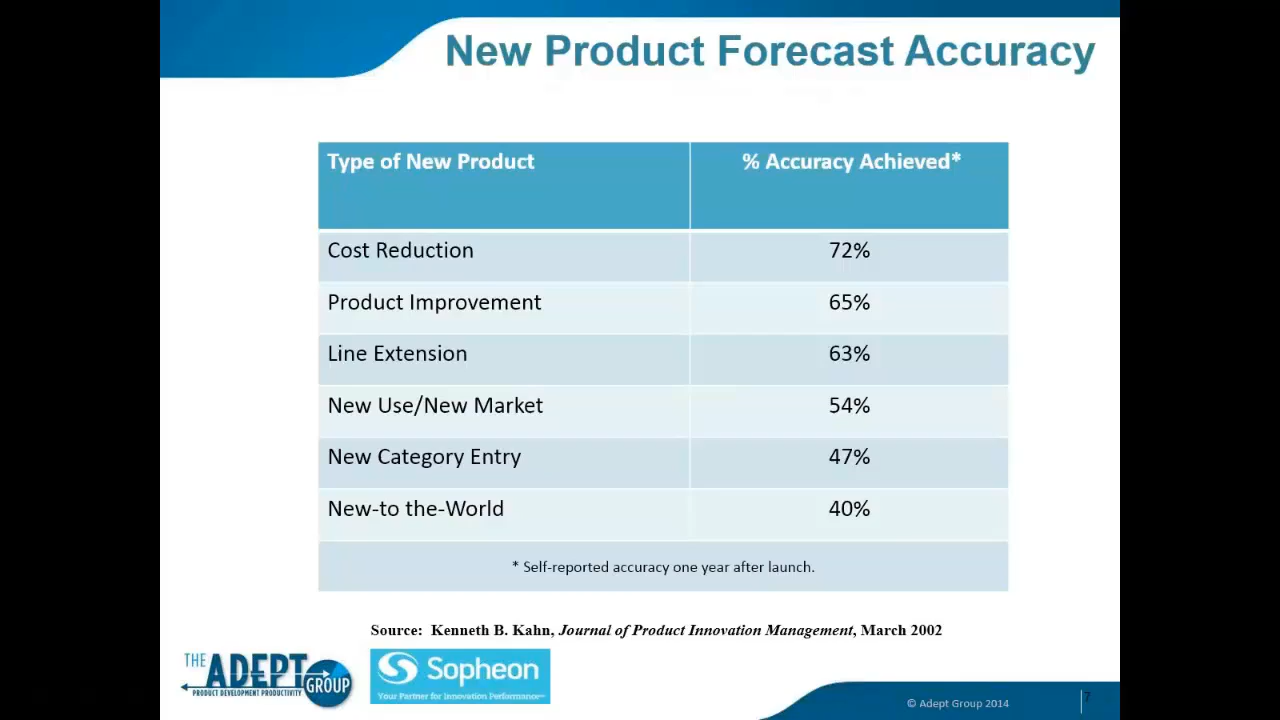 New Product Forecast Accuracy
Type of New Product % Accuracy Achieved*
Cost Reduction 72%
Product Improvement 65%
Line Extension 63%
New Use/New Market 54%
New Category Entry 47%
New-to the-World 40%
* Self-reported accuracy one year after launch.
Source: Kenneth B. Kahn, Journal of Product Innovation Management, March 2002
THE ADEPT GROUP
PRODUCT DEVELOPMENT PRODUCTIVITY
Sopheon
Your Partner for Innovation Performance
© Adept Group 2014
7